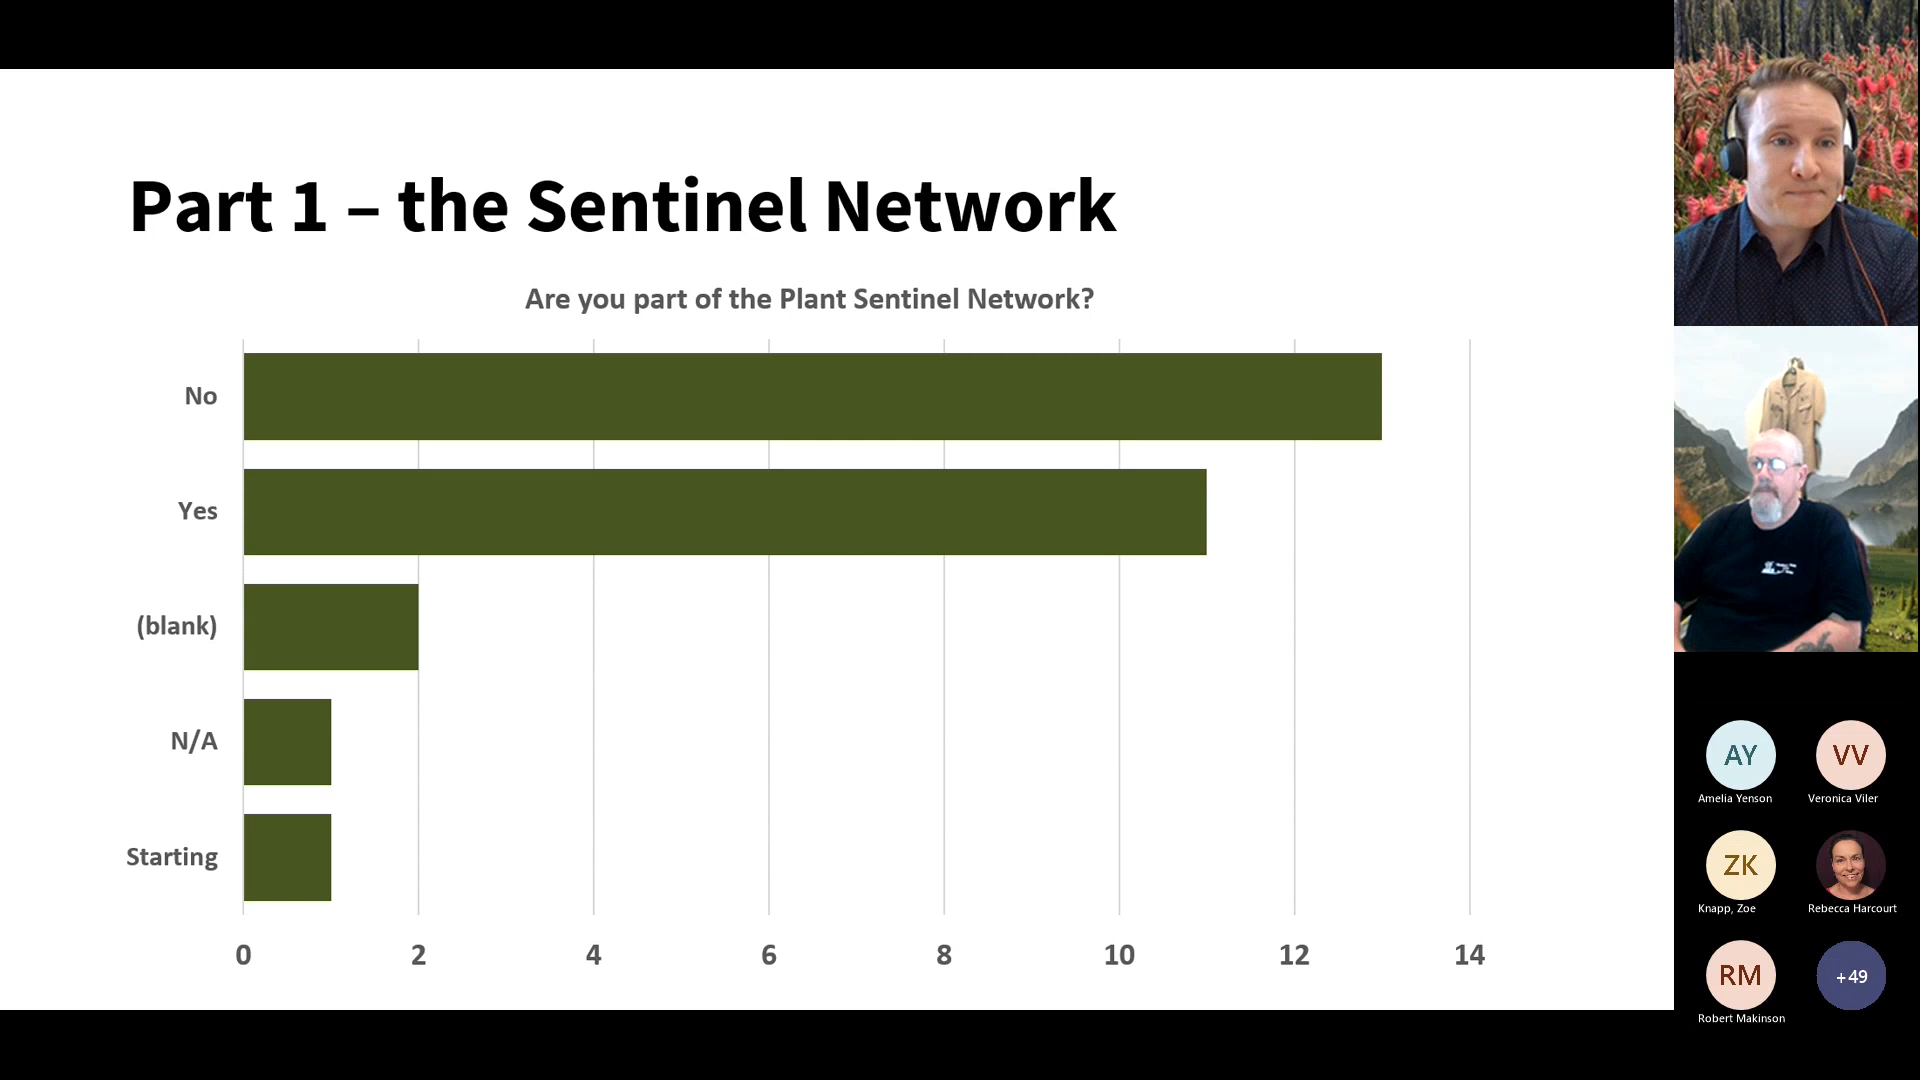 Part 1 – the Sentinel Network
Are you part of the Plant Sentinel Network?
No
Yes
(blank)
N/A
Starting
0 2 4 6 8 10 12 14
AY VV
Amelia Yenson Veronica Viler
ZK
Knapp, Zoe Rebecca Harcourt
RM +49
Robert Makinson